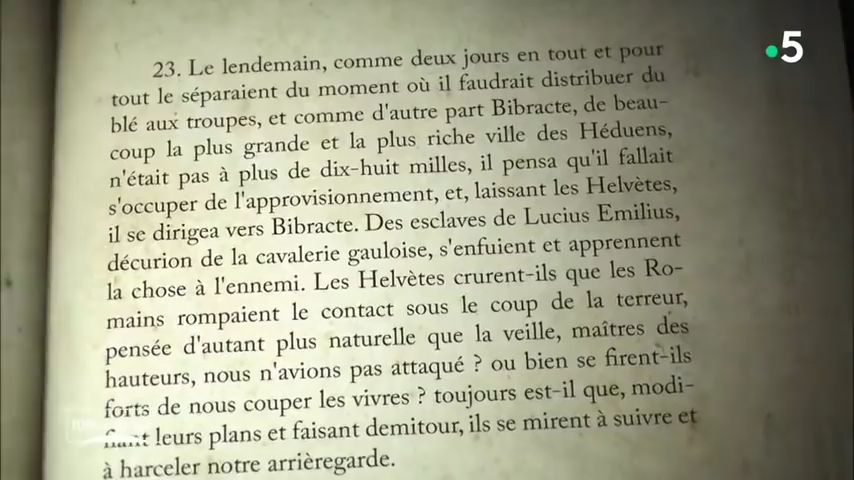 5
23. Le lendemain, comme deux jours en tout et pour
tout le séparaient du moment où il faudrait distribuer du
blé aux troupes, et comme d'autre part Bibracte, de beau-
coup la plus grande et la plus riche ville des Héduens,
n'était pas à plus de dix-huit milles, il pensa qu'il fallait
s'occuper de l'approvisionnement, et, laissant les Helvètes,
il se dirigea vers Bibracte. Des esclaves de Lucius Emilius,
décurion de la cavalerie gauloise, s'enfuient et apprennent
la chose à l'ennemi. Les Helvètes crurent-ils que les Ro-
mains rompaient le contact sous le coup de la terreur,
pensée d'autant plus naturelle que la veille, maîtres des
hauteurs, nous n'avions pas attaqué ? ou bien se firent-ils
forts de nous couper les vivres ? toujours est-il que, modi-
fiant leurs plans et faisant demitour, ils se mirent à suivre et
à harceler notre arrièregarde.